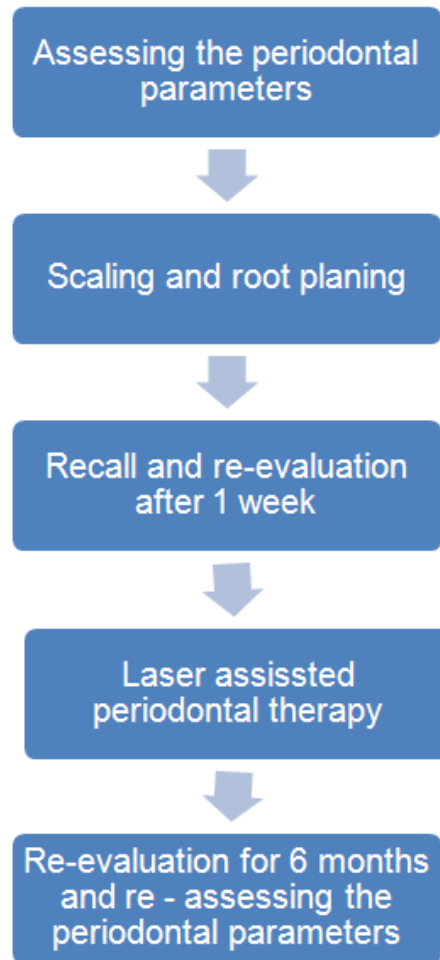 Assessing the periodontal
parameters
Scaling and root planing
Recall and re-evaluation
after 1 week
Laser assissted
periodontal therapy
Re-evaluation for 6 months
and re - assessing the
periodontal parameters